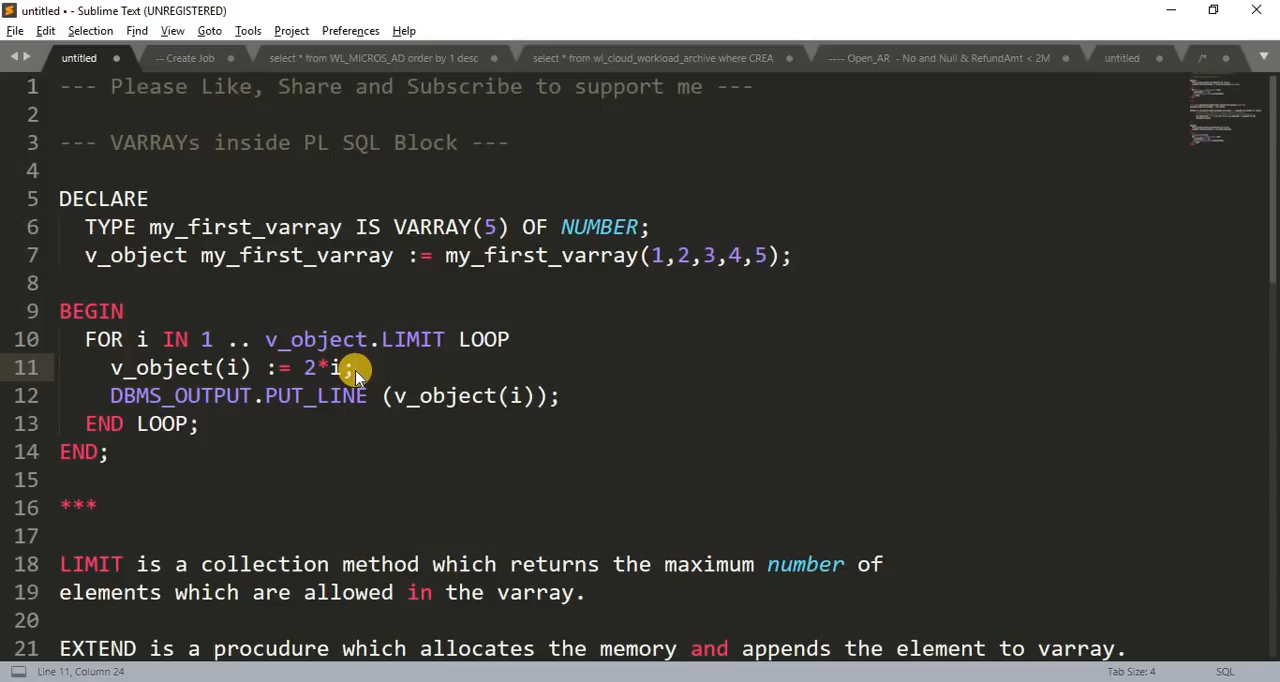 untitled • - Sublime Text (UNREGISTERED)
File Edit Selection Find View Goto Tools Project Preferences Help
untitled -- Create Job select * from WL_MICROS_AD order by 1 desc select * from wl_cloud_workload_archive where CREA ---- Open_AR - No and Null & RefundAmt < 2M untitled /*
1 --- Please Like, Share and Subscribe to support me ---
2
3 --- VARRAYs inside PL SQL Block ---
4
5 DECLARE
6 TYPE my_first_varray IS VARRAY(5) OF NUMBER;
7 v_object my_first_varray := my_first_varray(1,2,3,4,5);
8
9 BEGIN
10 FOR i IN 1 .. v_object.LIMIT LOOP
11 v_object(i) := 2*i;
12 DBMS_OUTPUT.PUT_LINE (v_object(i));
13 END LOOP;
14 END;
15
16 ***
17
18 LIMIT is a collection method which returns the maximum number of
19 elements which are allowed in the varray.
20
21 EXTEND is a procudure which allocates the memory and appends the element to varray.
Line 11, Column 24 Tab Size: 4 SQL